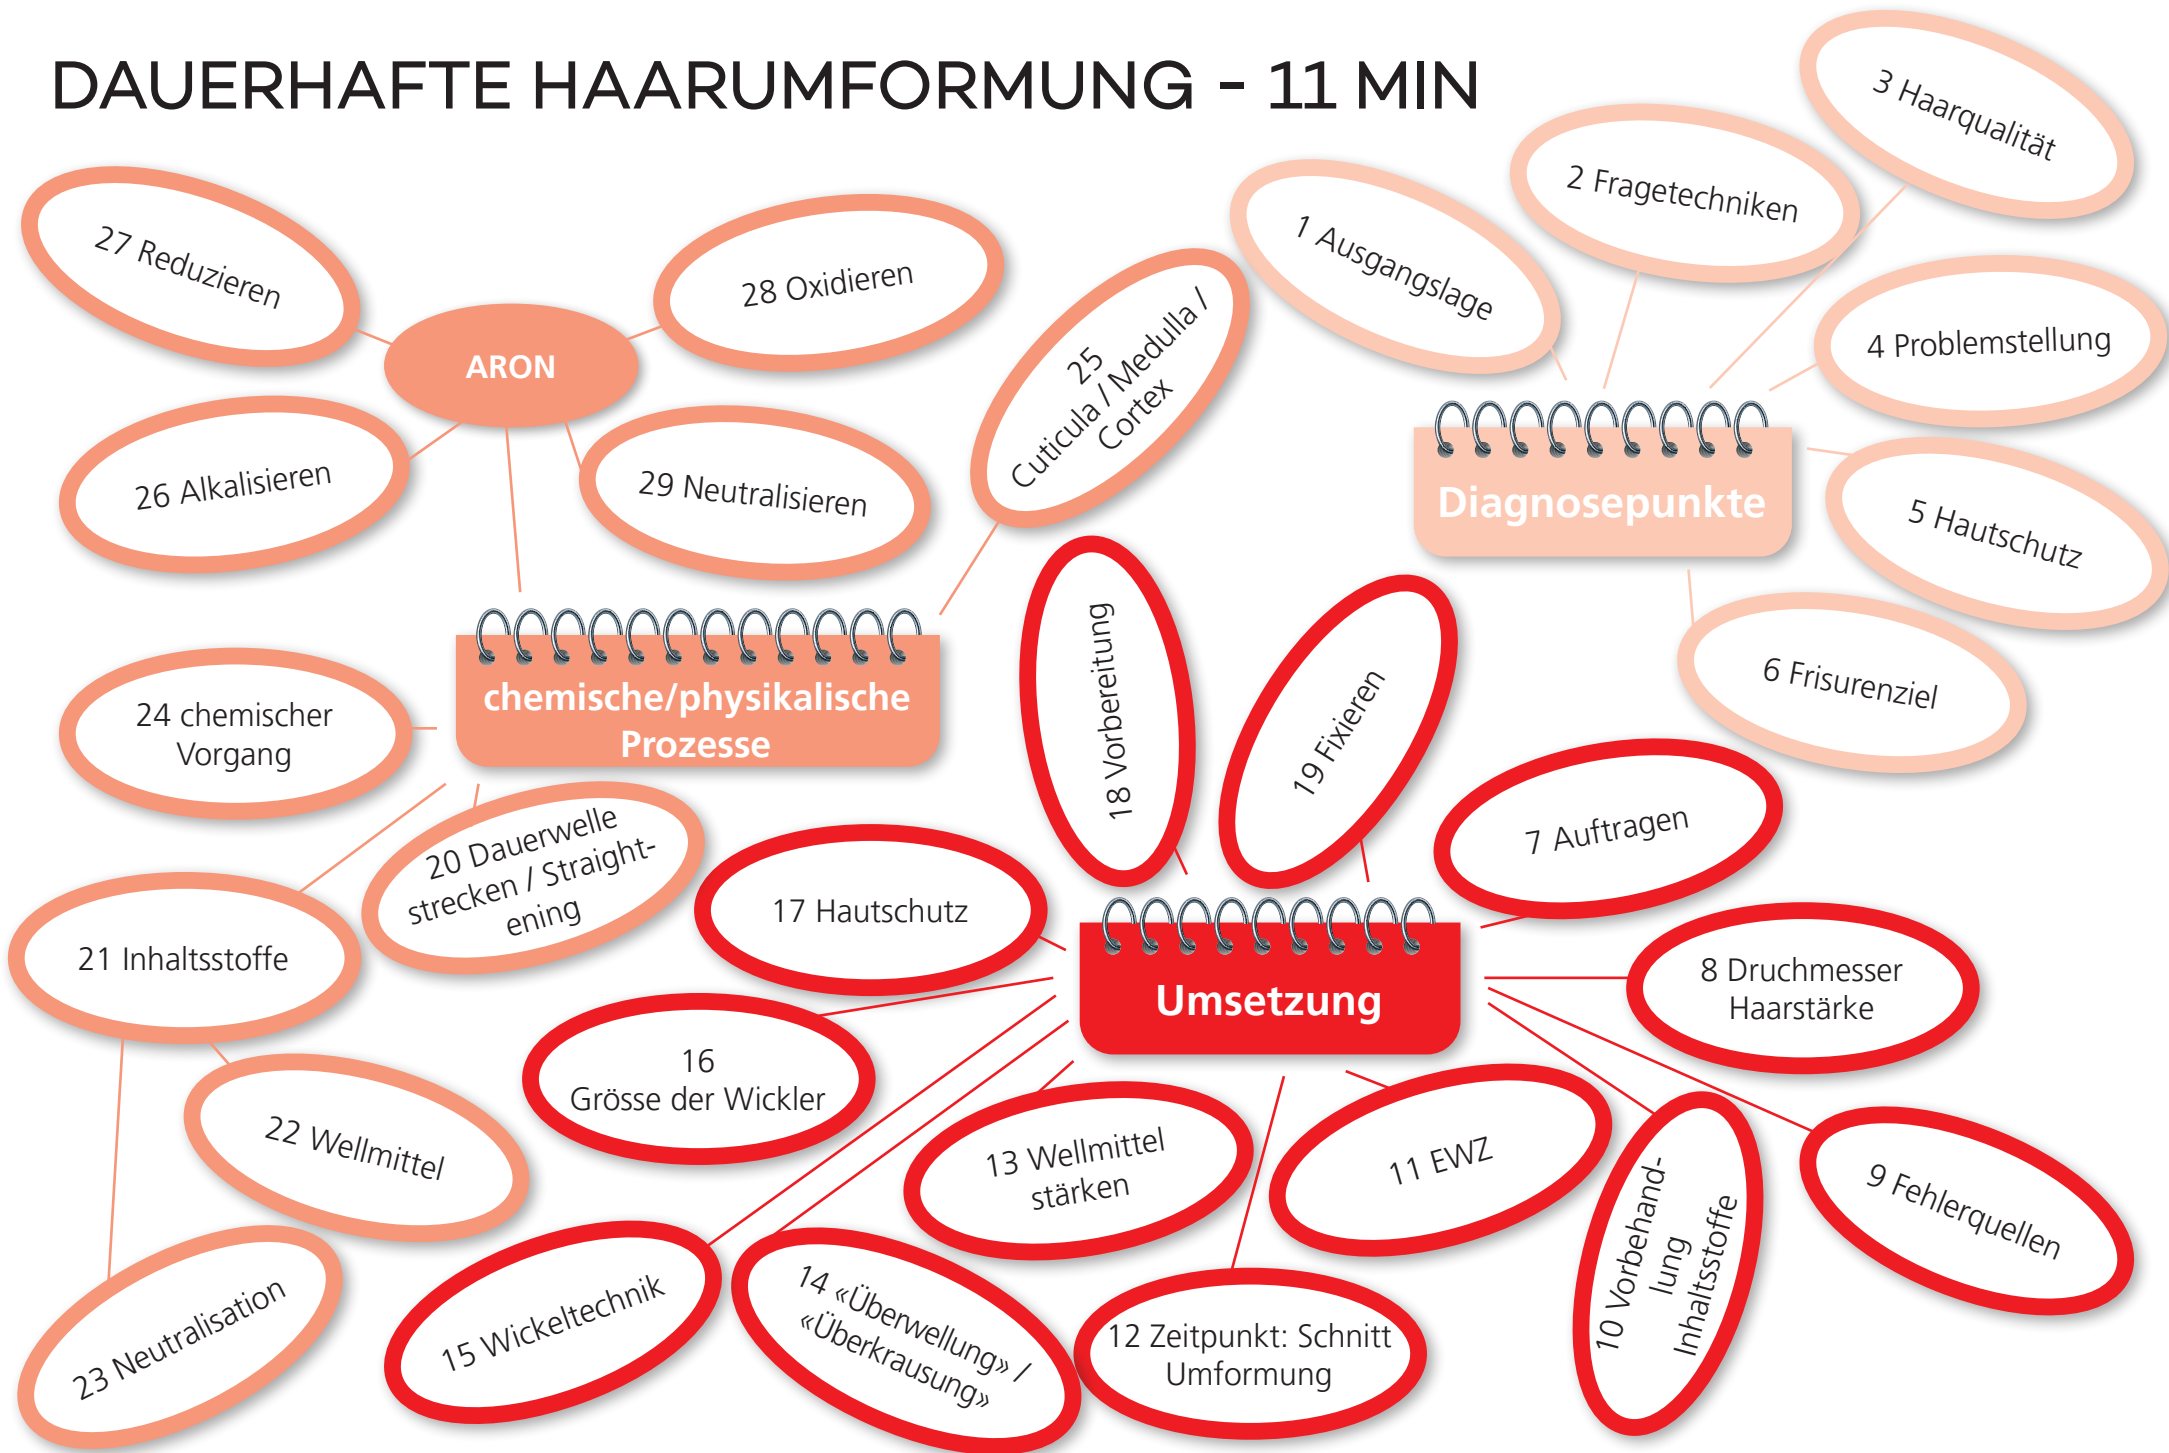 DAUERHAFTE HAARUMFORMUNG - 11 MIN
1 Ausgangslage
2 Fragetechniken
3 Haarqualität
4 Problemstellung
5 Hautschutz
6 Frisurenziel
Diagnosepunkte
27 Reduzieren
28 Oxidieren
ARON
26 Alkalisieren
29 Neutralisieren
25
Cuticula / Medulla /
Cortex
chemische/physikalische
Prozesse
24 chemischer
Vorgang
20 Dauerwelle
strecken / Straight-
ening
21 Inhaltsstoffe
22 Wellmittel
23 Neutralisation
18 Vorbereitung
19 Fixieren
7 Auftragen
17 Hautschutz
Umsetzung
8 Druchmesser
Haarstärke
16
Grösse der Wickler
13 Wellmittel
stärken
11 EWZ
10 Vorbehand-
lung
Inhaltsstoffe
9 Fehlerquellen
15 Wickeltechnik
14 «Überwellung» /
«Überkrausung»
12 Zeitpunkt: Schnitt
Umformung